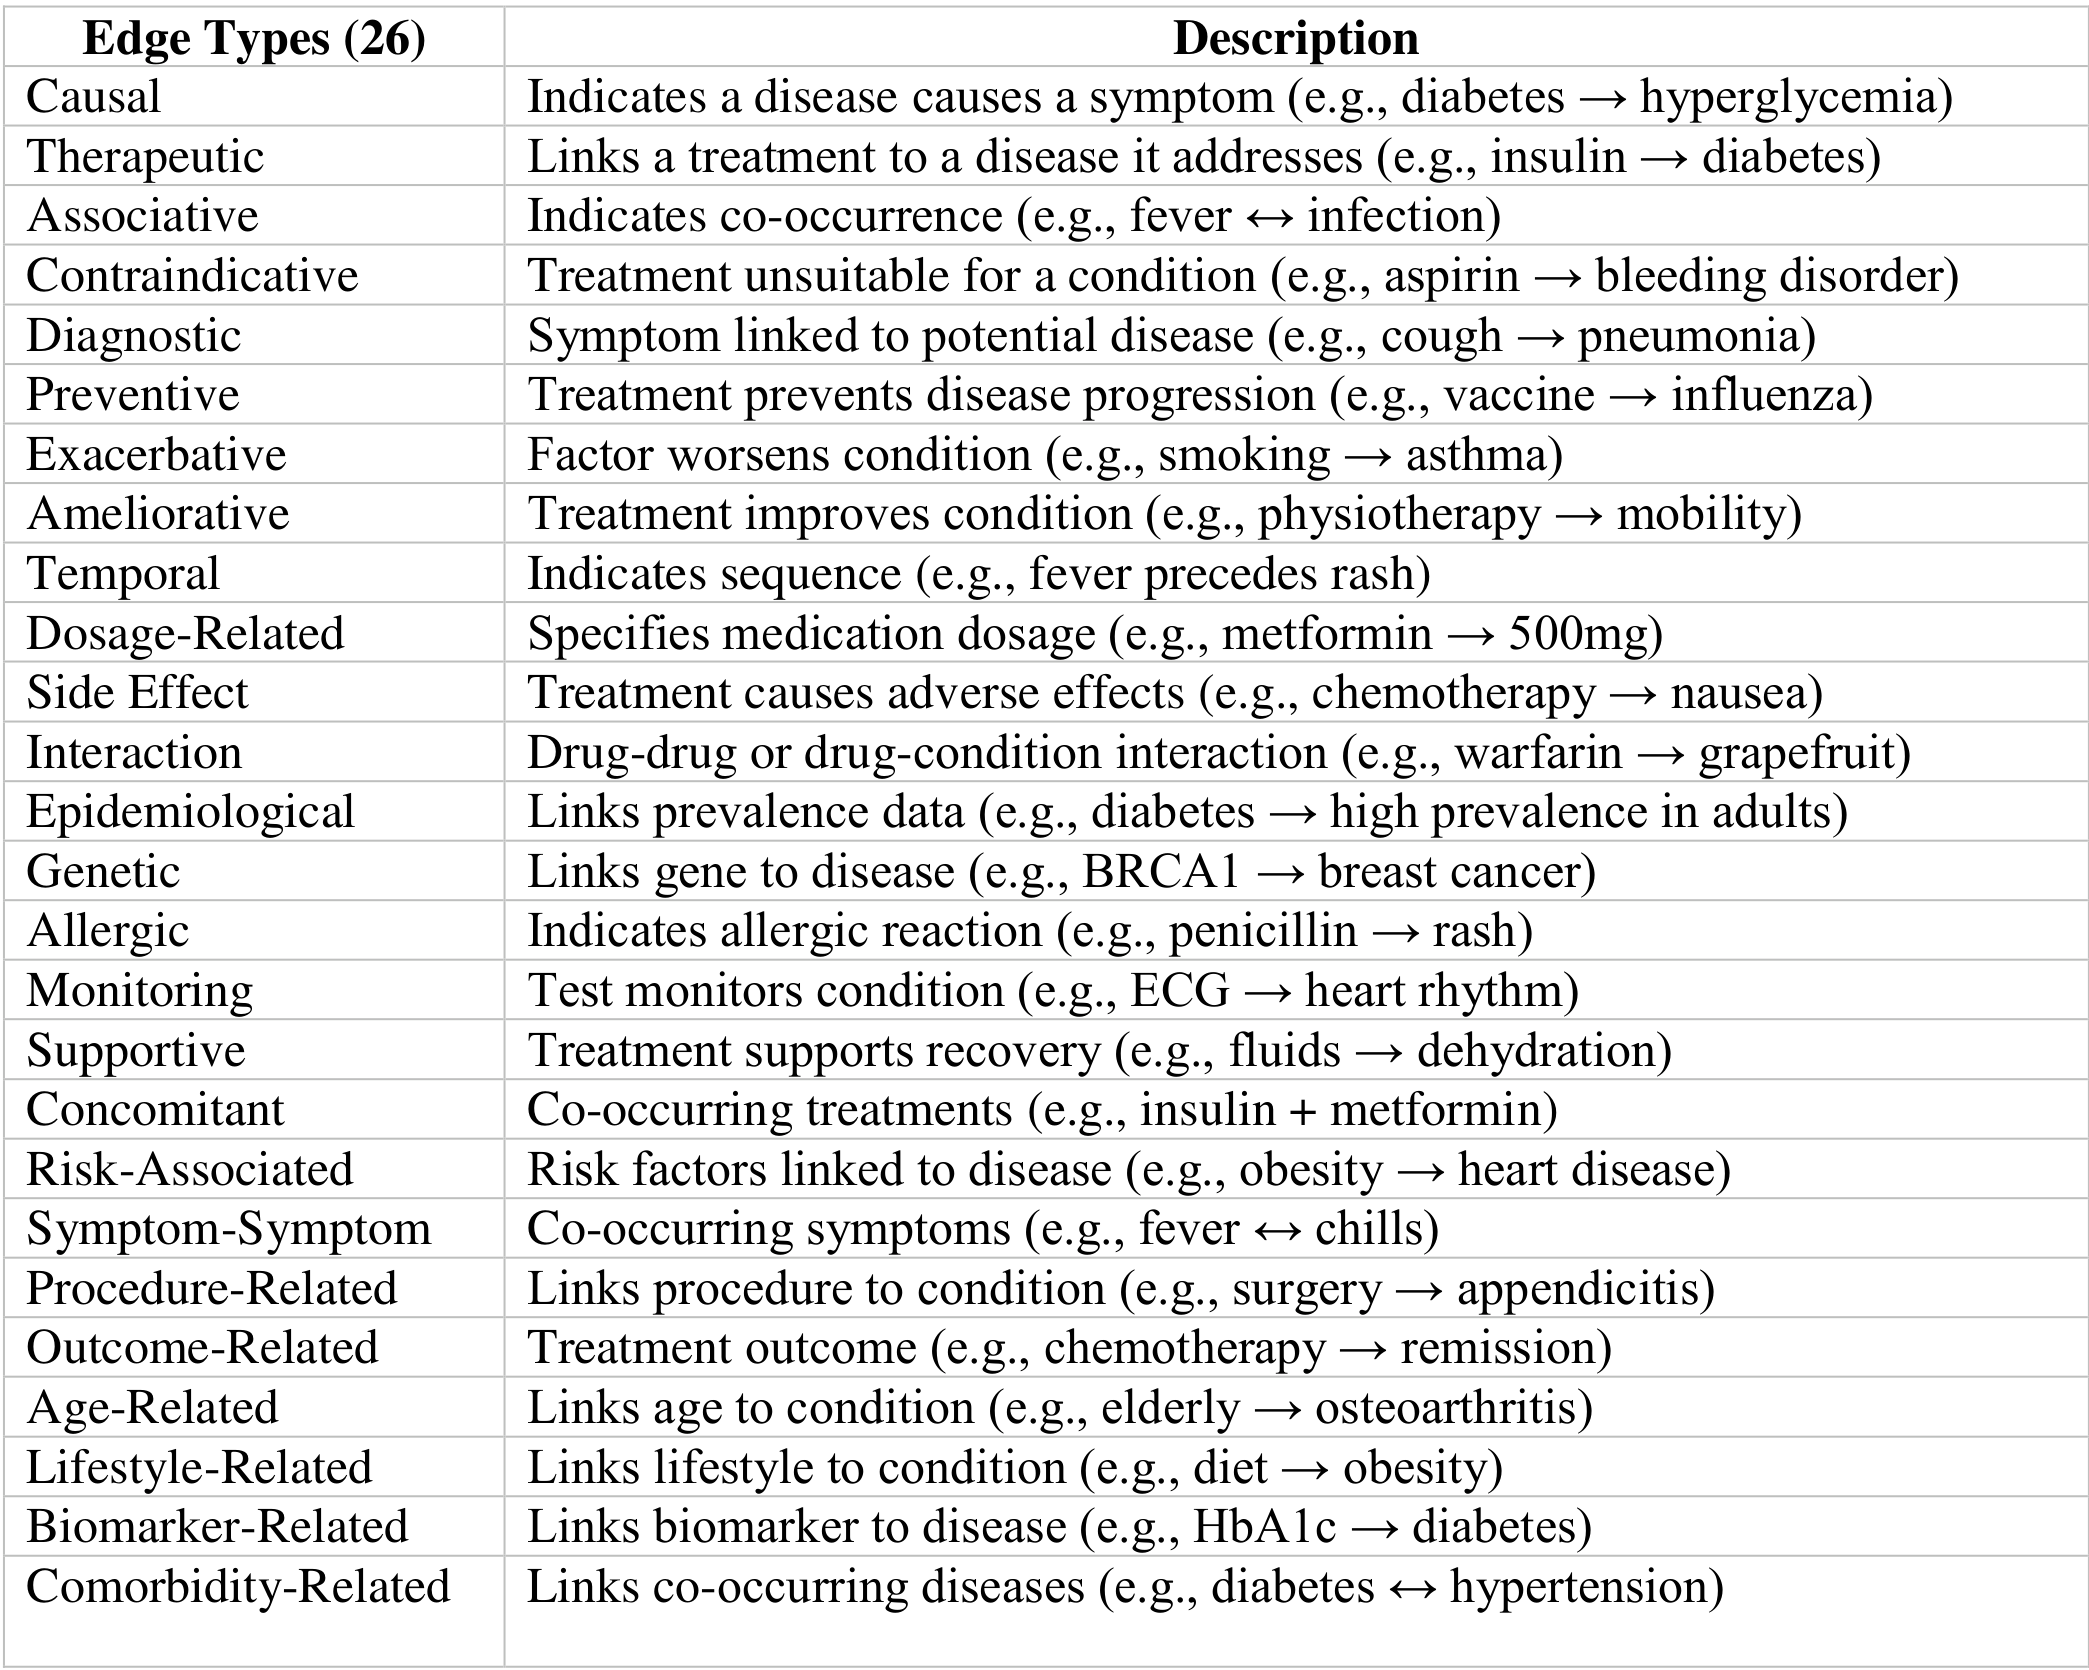 Edge Types (26) Description
Causal Indicates a disease causes a symptom (e.g., diabetes → hyperglycemia)
Therapeutic Links a treatment to a disease it addresses (e.g., insulin → diabetes)
Associative Indicates co-occurrence (e.g., fever ↔ infection)
Contraindicative Treatment unsuitable for a condition (e.g., aspirin → bleeding disorder)
Diagnostic Symptom linked to potential disease (e.g., cough → pneumonia)
Preventive Treatment prevents disease progression (e.g., vaccine → influenza)
Exacerbative Factor worsens condition (e.g., smoking → asthma)
Ameliorative Treatment improves condition (e.g., physiotherapy → mobility)
Temporal Indicates sequence (e.g., fever precedes rash)
Dosage-Related Specifies medication dosage (e.g., metformin → 500mg)
Side Effect Treatment causes adverse effects (e.g., chemotherapy → nausea)
Interaction Drug-drug or drug-condition interaction (e.g., warfarin → grapefruit)
Epidemiological Links prevalence data (e.g., diabetes → high prevalence in adults)
Genetic Links gene to disease (e.g., BRCA1 → breast cancer)
Allergic Indicates allergic reaction (e.g., penicillin → rash)
Monitoring Test monitors condition (e.g., ECG → heart rhythm)
Supportive Treatment supports recovery (e.g., fluids → dehydration)
Concomitant Co-occurring treatments (e.g., insulin + metformin)
Risk-Associated Risk factors linked to disease (e.g., obesity → heart disease)
Symptom-Symptom Co-occurring symptoms (e.g., fever ↔ chills)
Procedure-Related Links procedure to condition (e.g., surgery → appendicitis)
Outcome-Related Treatment outcome (e.g., chemotherapy → remission)
Age-Related Links age to condition (e.g., elderly → osteoarthritis)
Lifestyle-Related Links lifestyle to condition (e.g., diet → obesity)
Biomarker-Related Links biomarker to disease (e.g., HbA1c → diabetes)
Comorbidity-Related Links co-occurring diseases (e.g., diabetes ↔ hypertension)